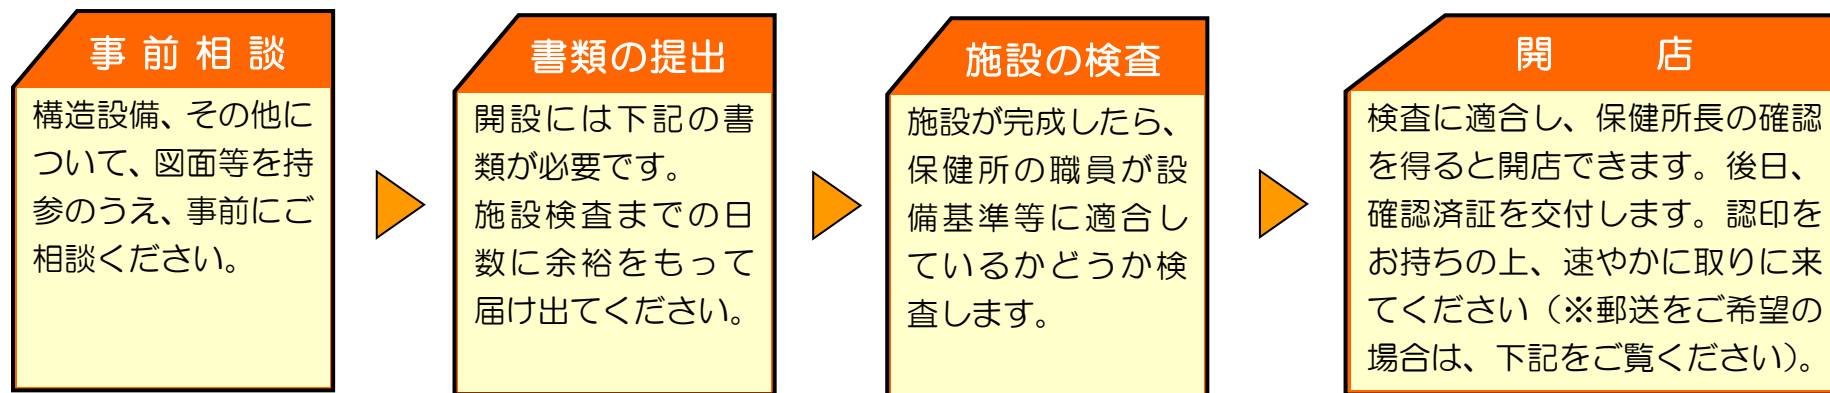 事前相談
構造設備、その他に
ついて、図面等を持
参のうえ、事前にご
相談ください。
書類の提出
開設には下記の書
類が必要です。
施設検査までの日
数に余裕をもって
届け出てください。
施設の検査
施設が完成したら、
保健所の職員が設
備基準等に適合し
ているかどうか検
査します。
開店
検査に適合し、保健所長の確認
を得ると開店できます。後日、
確認済証を交付します。認印を
お持ちの上、速やかに取りに来
てください（※郵送をご希望の
場合は、下記をご覧ください）。